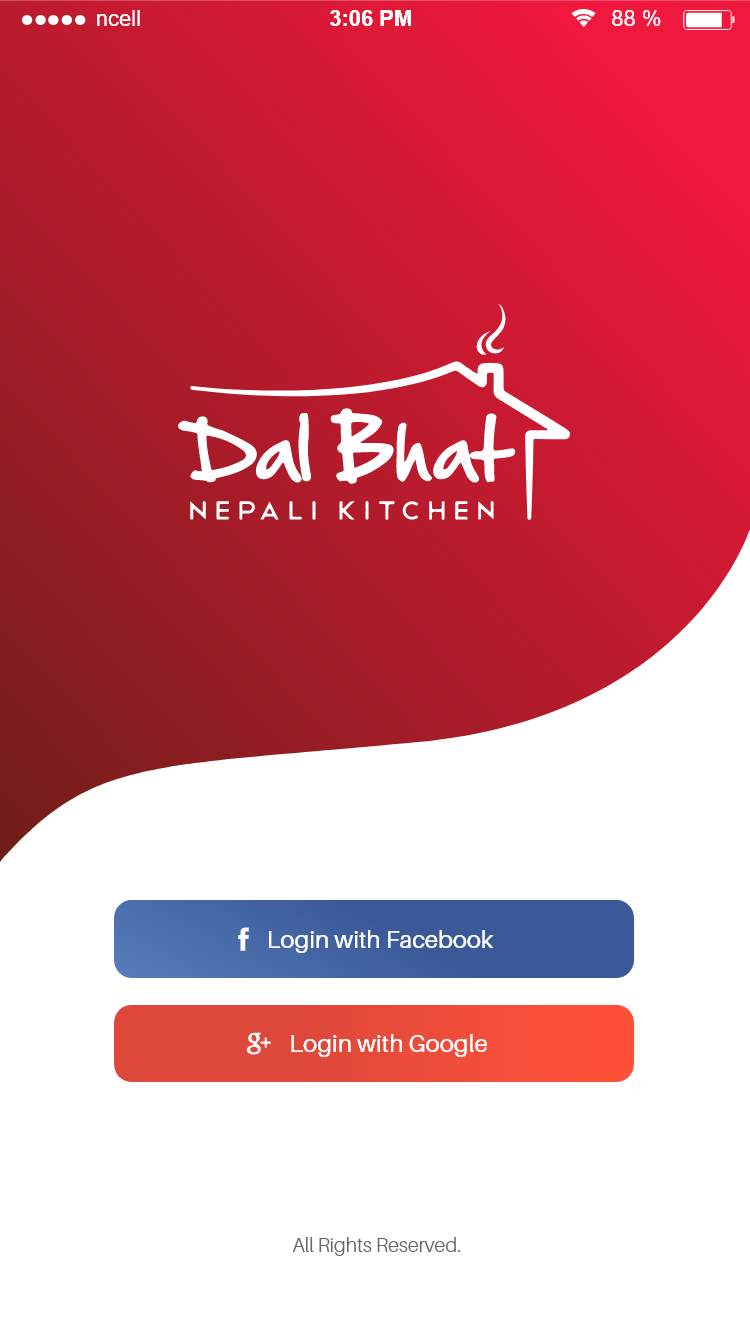 ncell 3:06 PM 88 %
Dal Bhat
NEPALI KITCHEN
f Login with Facebook
g+ Login with Google
All Rights Reserved.